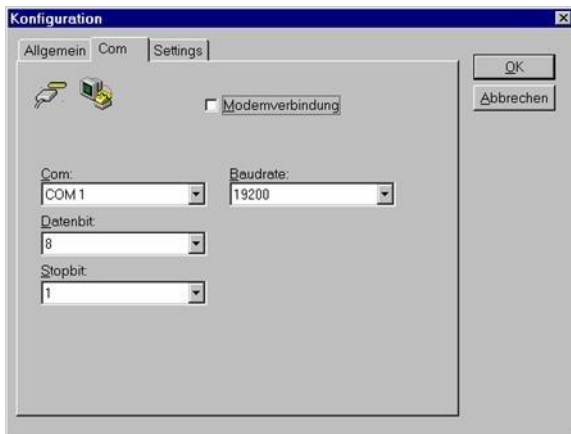 Konfiguration
Allgemein Com Settings
OK
Abbrechen
Modemverbindung
Com: Baudrate:
COM 1 19200
Datenbit:
8
Stopbit:
1